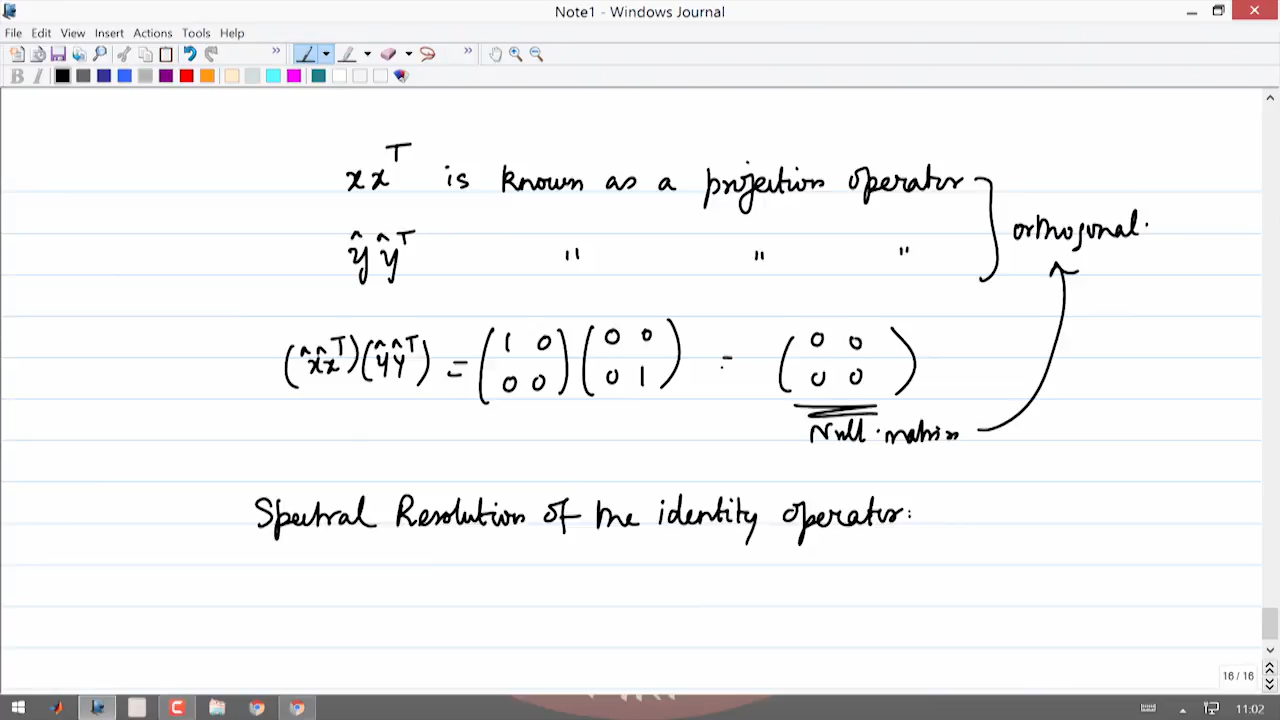 Note1 - Windows Journal
File Edit View Insert Actions Tools Help
B I
x x^T is known as a projection operator
orthogonal.
ŷ ŷ^T " " "
(x̂x̂^T)(ŷŷ^T) = (1 0 0 0) (0 0 0 1) = (0 0 0 0)
Null matrix
Spectral Resolution of the identity operator:
16 / 16
11:02